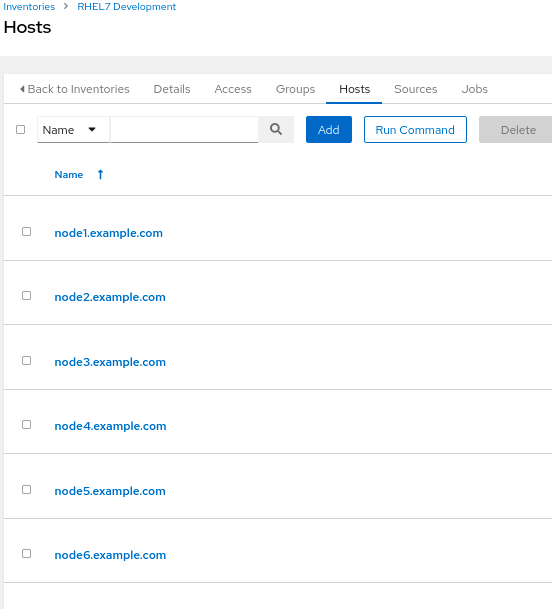 Inventories > RHEL7 Development
Hosts
Back to Inventories Details Access Groups Hosts Sources Jobs
Name Add Run Command Delete
Name ↑
node1.example.com
node2.example.com
node3.example.com
node4.example.com
node5.example.com
node6.example.com